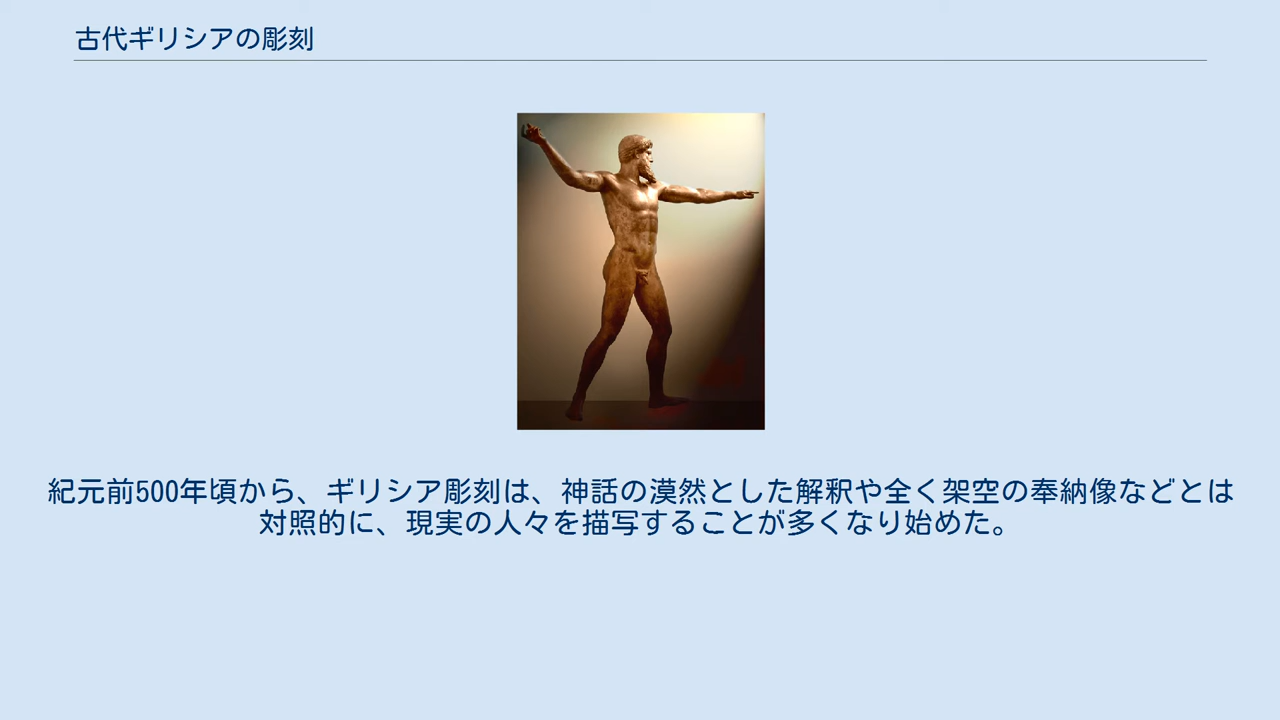 古代ギリシアの彫刻
紀元前500年頃から、ギリシア彫刻は、神話の漠然とした解釈や全く架空の奉納像などとは
対照的に、現実の人々を描写することが多くなり始めた。